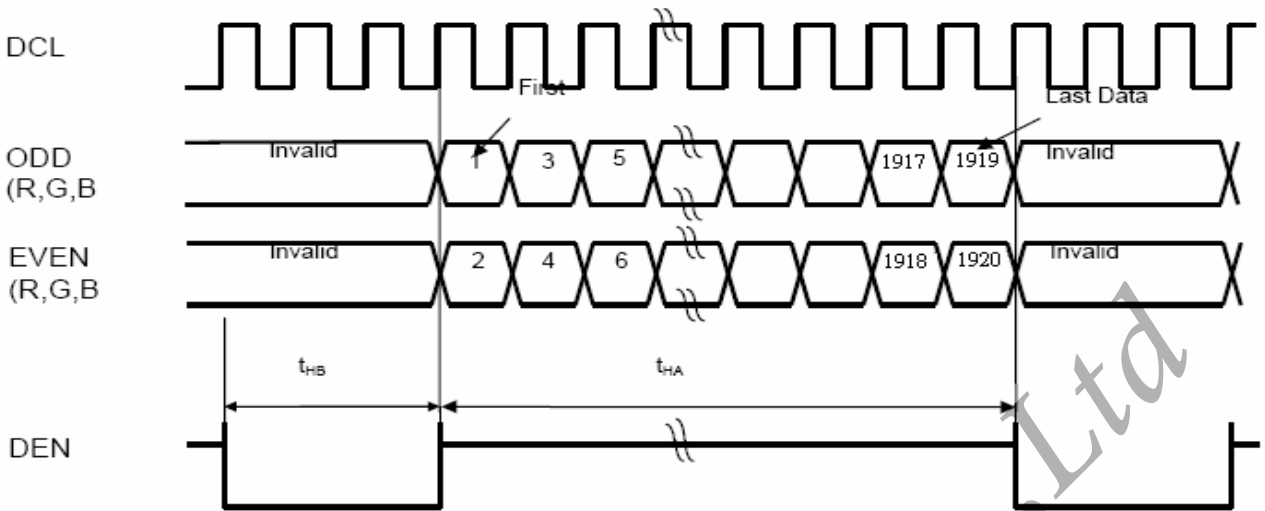 DCL
First
Last Data
ODD
(R,G,B
Invalid
1 3 5 1917 1919
Invalid
EVEN
(R,G,B
Invalid
2 4 6 1918 1920
Invalid
tHB
tHA
DEN
Ltd